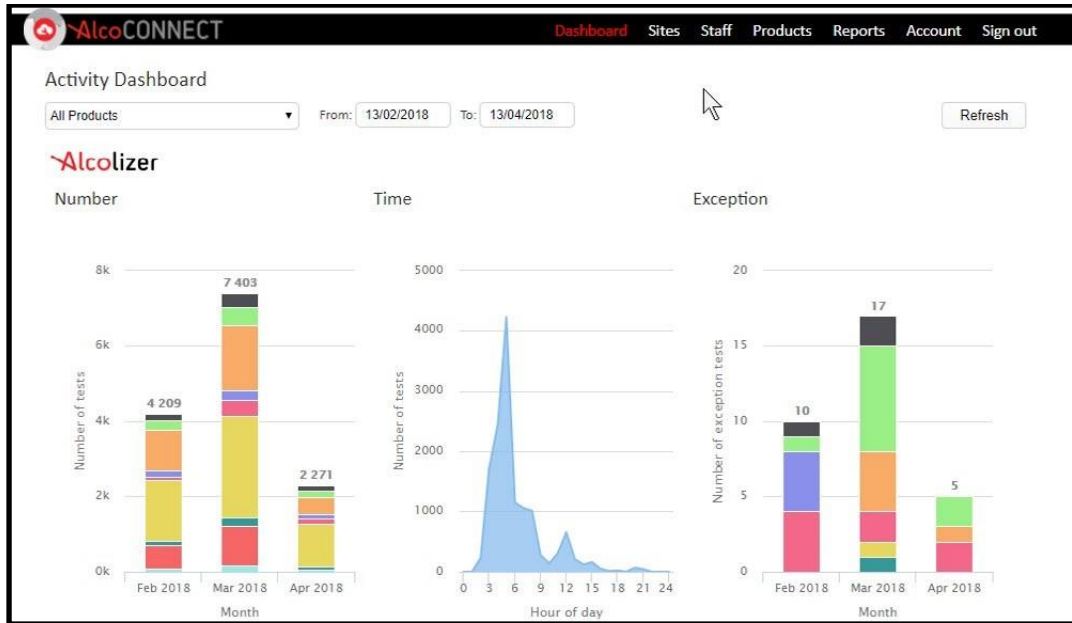 AlcoCONNECT
Dashboard Sites Staff Products Reports Account Sign out
Activity Dashboard
All Products From: 13/02/2018 To: 13/04/2018 Refresh
Alcolizer
Number
8k
6k
4k
2k
0k
Number of tests
4 209
7 403
2 271
Feb 2018 Mar 2018 Apr 2018
Month
Time
5000
4000
3000
2000
1000
0
Number of tests
0 3 6 9 12 15 18 21 24
Hour of day
Exception
20
15
10
5
0
Number of exception tests
10
17
5
Feb 2018 Mar 2018 Apr 2018
Month